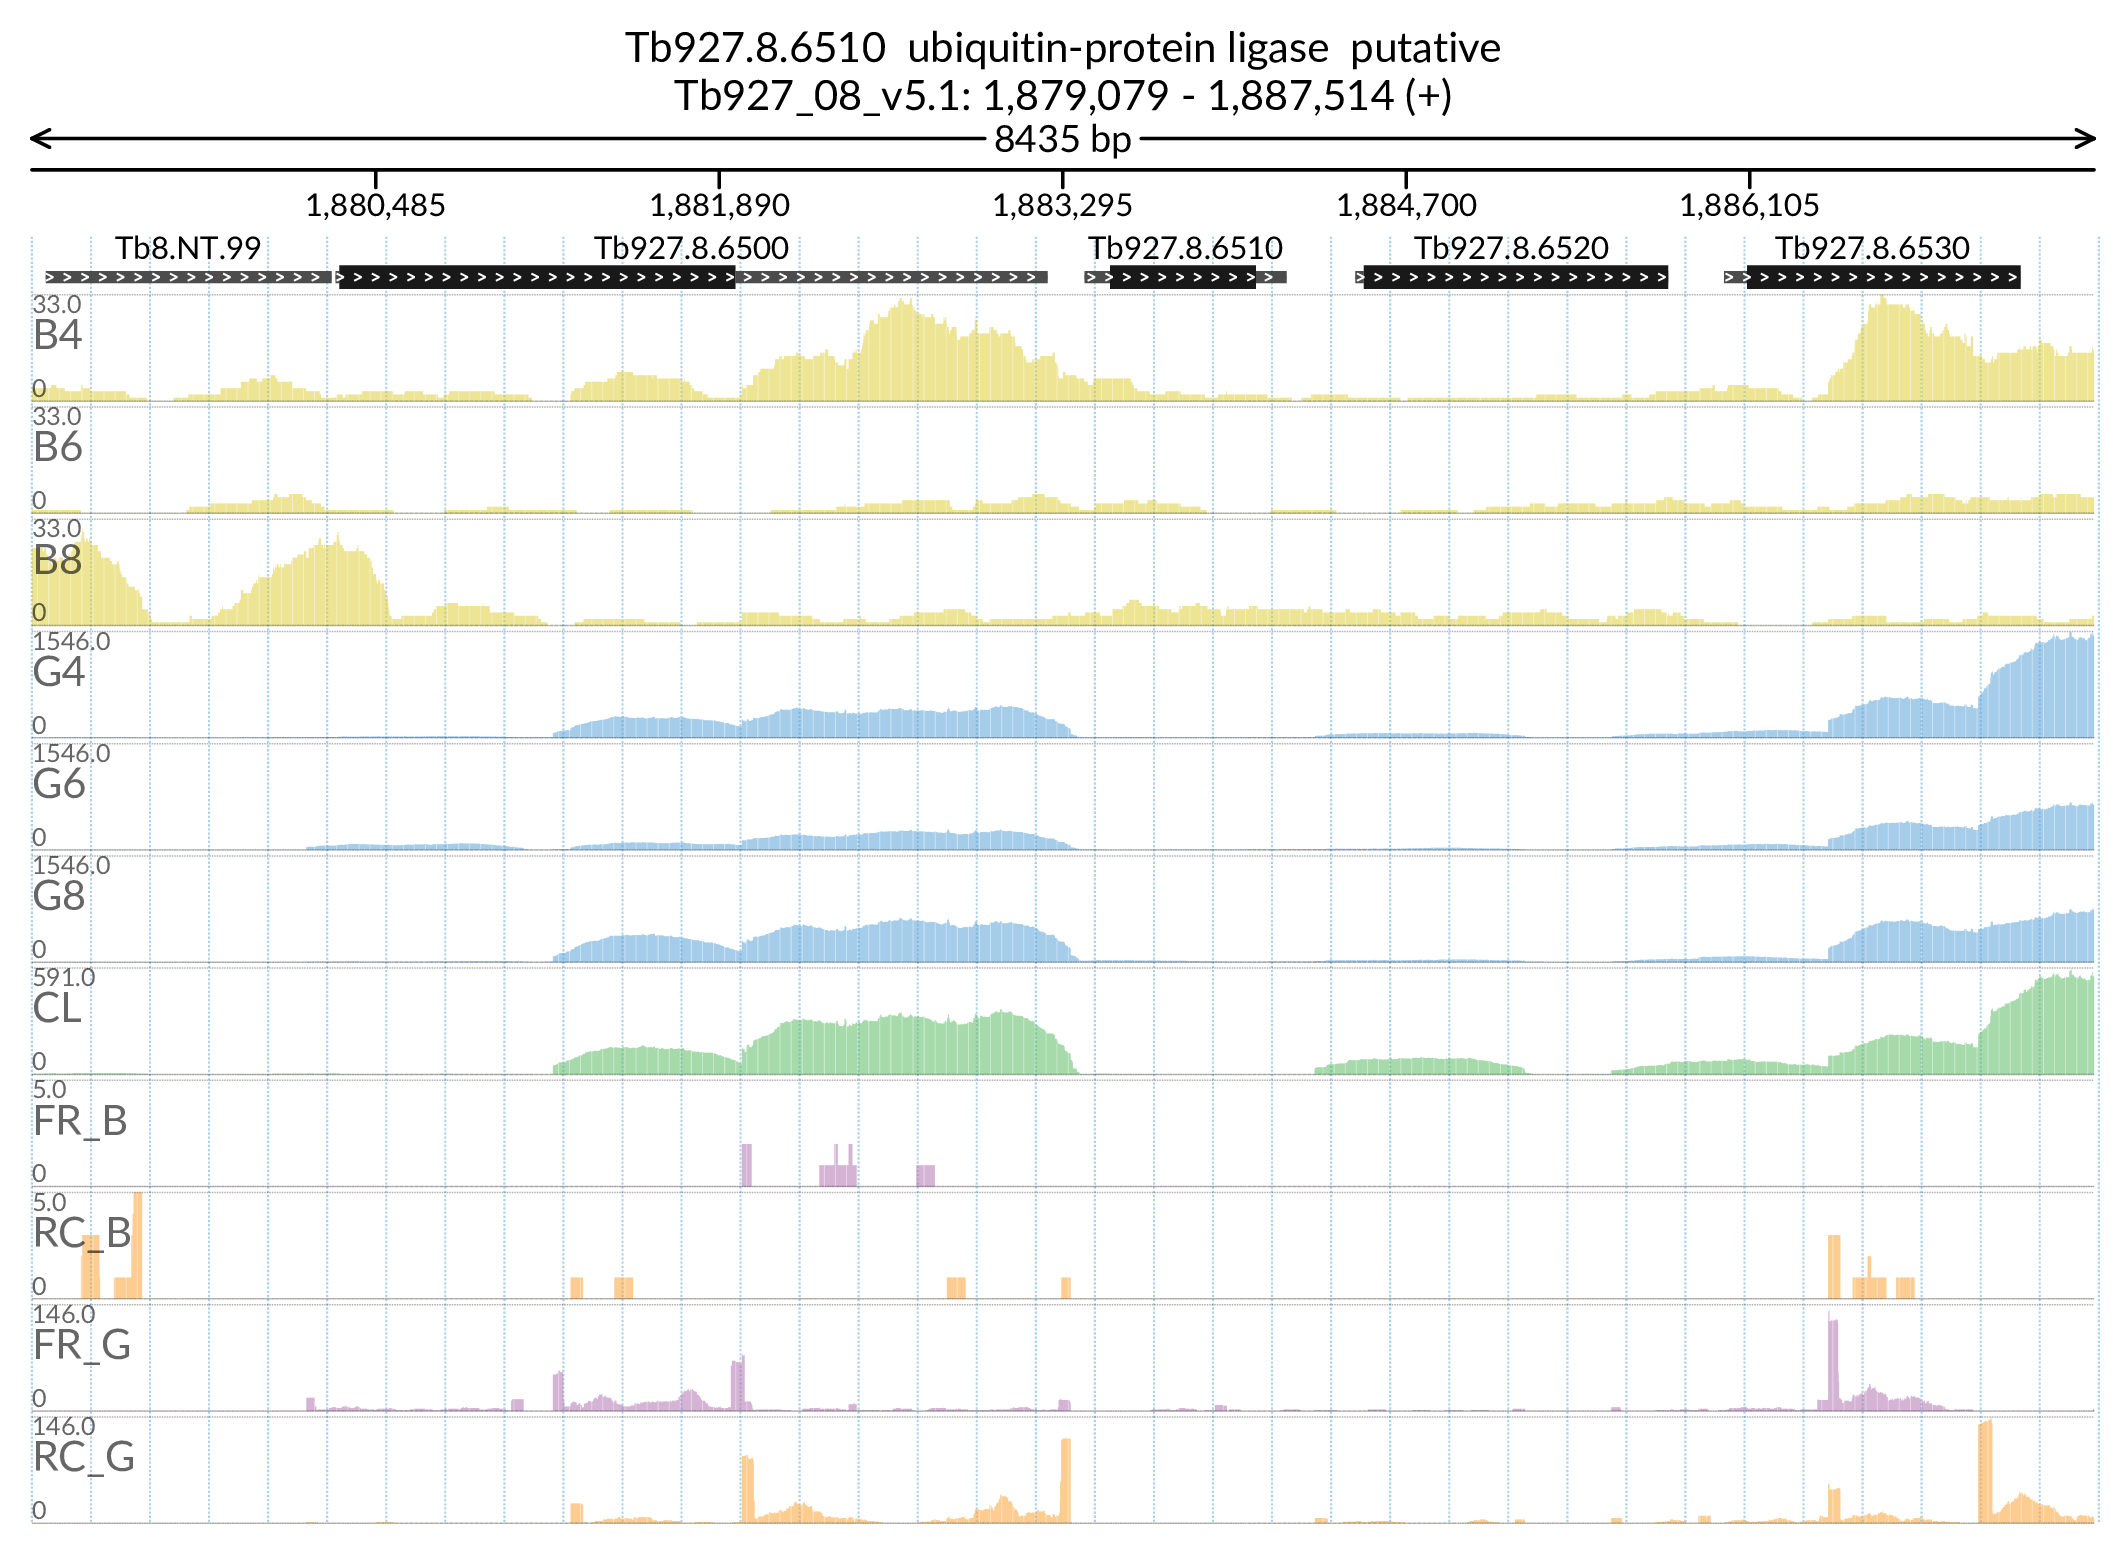 Tb927.8.6510  ubiquitin-protein ligase  putative
Tb927_08_v5.1: 1,879,079 - 1,887,514 (+)
8435 bp
1,880,485 1,881,890 1,883,295 1,884,700 1,886,105
Tb8.NT.99 Tb927.8.6500 Tb927.8.6510 Tb927.8.6520 Tb927.8.6530
33.0
B4
0
33.0
B6
0
33.0
B8
0
1546.0
G4
0
1546.0
G6
0
1546.0
G8
0
591.0
CL
0
5.0
FR_B
0
5.0
RC_B
0
146.0
FR_G
0
146.0
RC_G
0